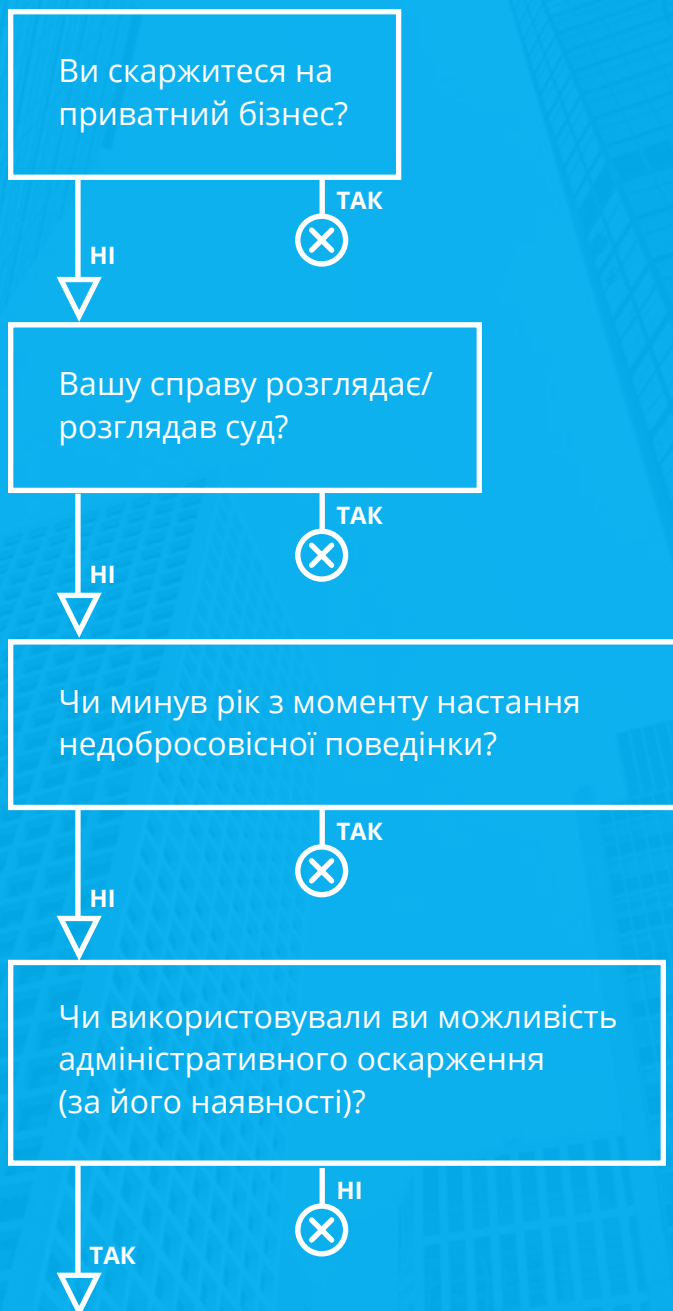 Ви скаржитеся на
приватний бізнес?
ТАК
НІ
Вашу справу розглядає/
розглядав суд?
ТАК
НІ
Чи минув рік з моменту настання
недобросовісної поведінки?
ТАК
НІ
Чи використовували ви можливість
адміністративного оскарження
(за його наявності)?
НІ
ТАК